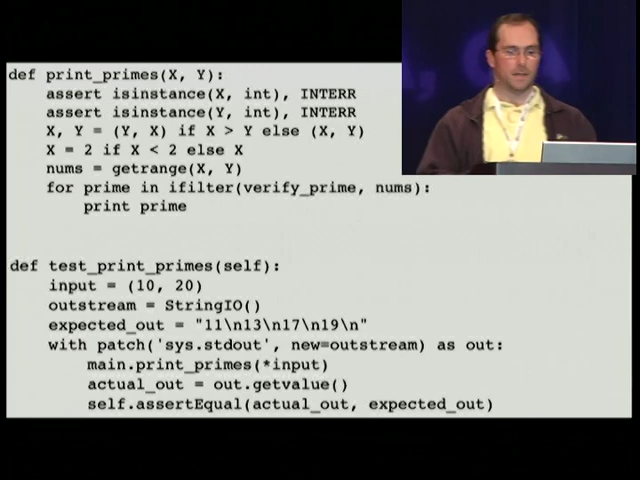 def print_primes(X, Y):
    assert isinstance(X, int), INTERR
    assert isinstance(Y, int), INTERR
    X, Y = (Y, X) if X > Y else (X, Y)
    X = 2 if X < 2 else X
    nums = getrange(X, Y)
    for prime in ifilter(verify_prime, nums):
        print prime
def test_print_primes(self):
    input = (10, 20)
    outstream = StringIO()
    expected_out = "11\n13\n17\n19\n"
    with patch('sys.stdout', new=outstream) as out:
        main.print_primes(*input)
        actual_out = out.getvalue()
        self.assertEqual(actual_out, expected_out)